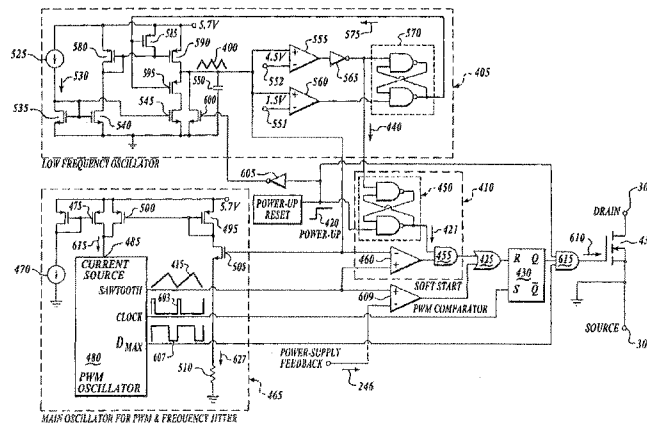 575
5.7V
515
525
580
590
400
555
570
530
4.5V
565
405
595
550
552
560
535
545
600
1.5V
540
551
440
LOW FREQUENCY OSCILLATOR
605
450
410
475
500
5.7V
POWER-UP
RESET
421
DRAIN
495
420
615
485
POWER-UP
610
470
505
CURRENT
SOURCE
415
460
455
425
R Q
430
S Q
615
SAWTOOTH
SOFT START
603
609
CLOCK
PWM COMPARATOR
DMAX
607
627
SOURCE
480
510
POWER-SUPPLY
FEEDBACK
PWM
OSCILLATOR
465
246
MAIN OSCILLATOR FOR PWM & FREQUENCY JITTER